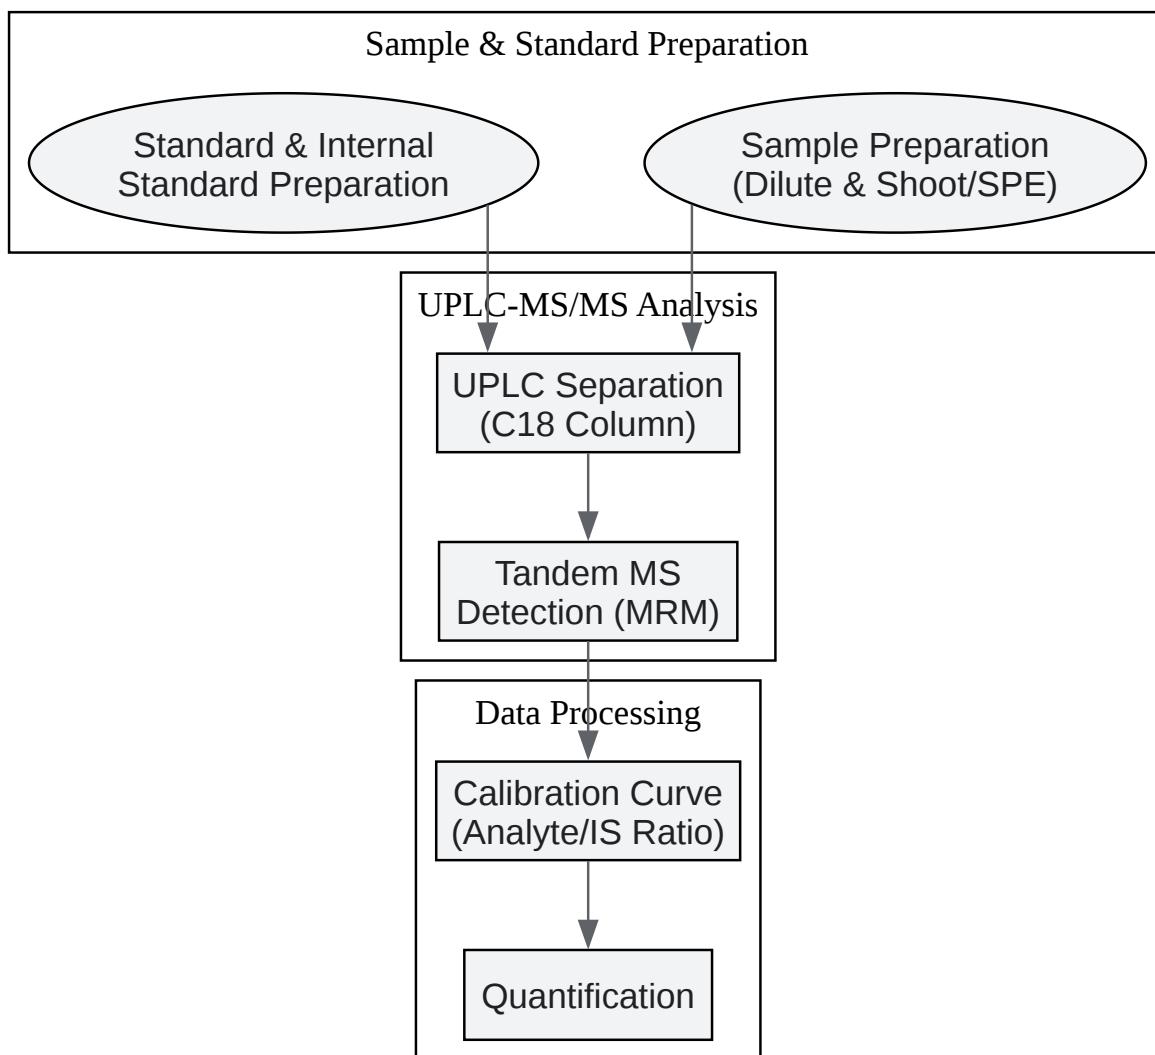 Sample & Standard Preparation
Standard & Internal
Standard Preparation
Sample Preparation
(Dilute & Shoot/SPE)
UPLC-MS/MS Analysis
UPLC Separation
(C18 Column)
Tandem MS
Detection (MRM)
Data Processing
Calibration Curve
(Analyte/IS Ratio)
Quantification